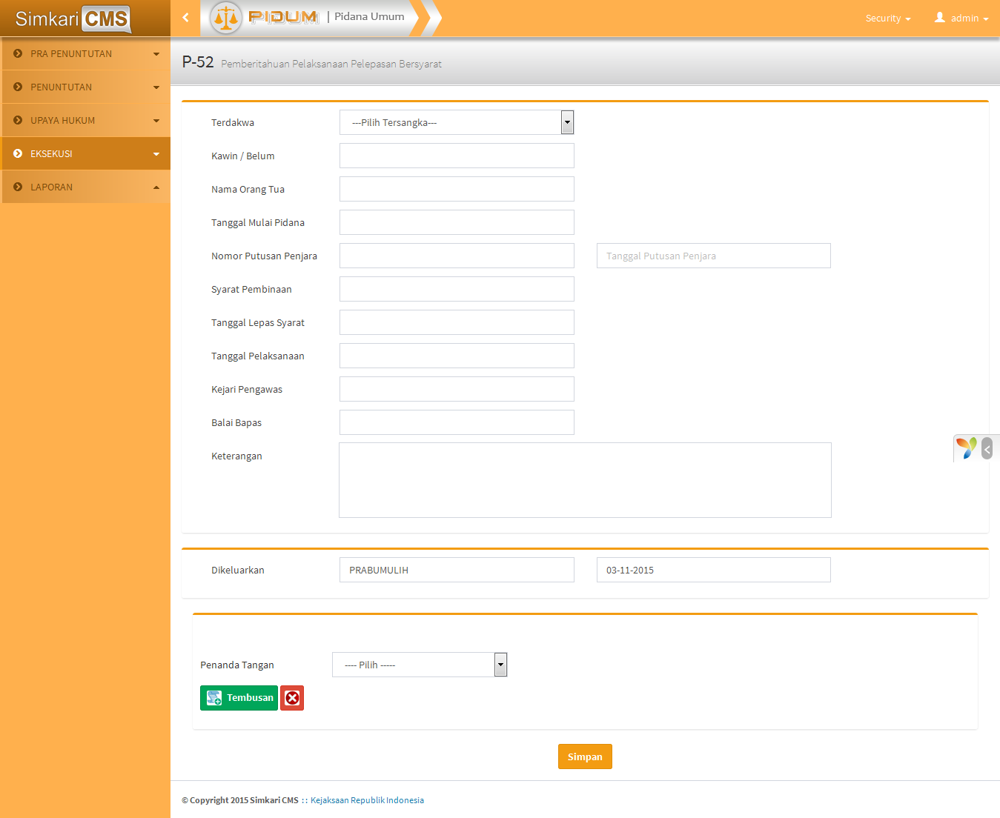 Simkari CMS
PIDUM | Pidana Umum
Security
admin
PRA PENUNTUTAN
PENUNTUTAN
UPAYA HUKUM
EKSEKUSI
LAPORAN
P-52 Pemberitahuan Pelaksanaan Pelepasan Bersyarat
Terdakwa ---Pilih Tersangka---
Kawin / Belum
Nama Orang Tua
Tanggal Mulai Pidana
Nomor Putusan Penjara Tanggal Putusan Penjara
Syarat Pembinaan
Tanggal Lepas Syarat
Tanggal Pelaksanaan
Kejari Pengawas
Balai Bapas
Keterangan
Dikeluarkan PRABUMULIH 03-11-2015
Penanda Tangan ---- Pilih -----
Tembusan
Simpan
© Copyright 2015 Simkari CMS :: Kejaksaan Republik Indonesia